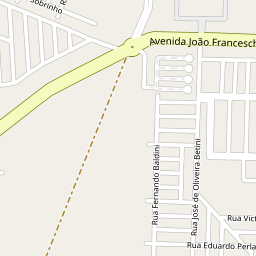 Sobrinho
R
Avenida João Francesch
Rua Fernando Baldini
Rua José de Oliveira Betini
Rua Vict
Rua Eduardo Perla